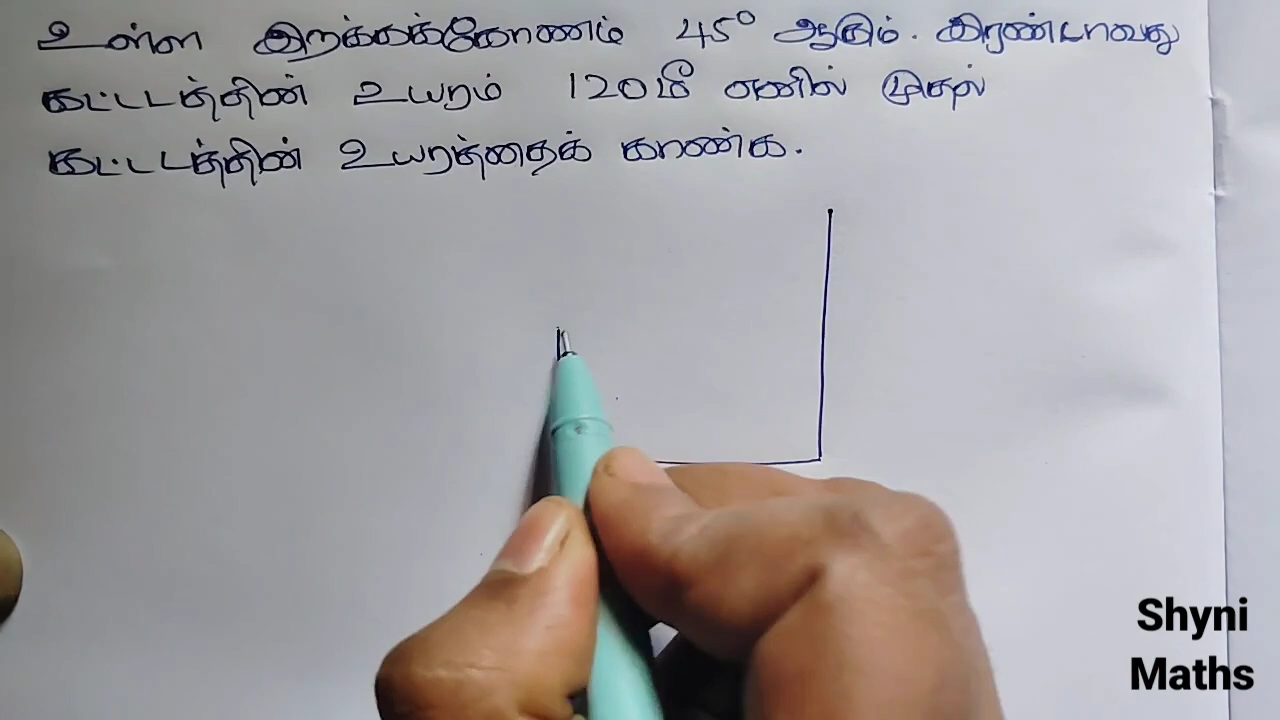 உள்ள இறக்கக்கோணம் 45° ஆகும். இரண்டாவது
கட்டடத்தின் உயரம் 120மீ எனில் முதல்
கட்டடத்தின் உயரத்தைக் காண்க.
Shyni
Maths